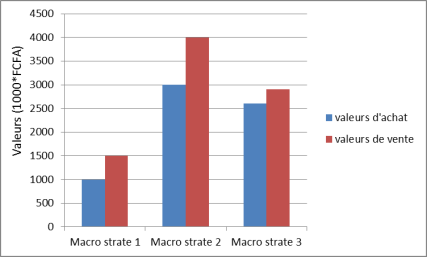 4500
4000
3500
3000
2500
2000
1500
1000
500
0
Valeurs (1000*FCFA)
Macro strate 1
Macro strate 2
Macro strate 3
valeurs d'achat
valeurs de vente